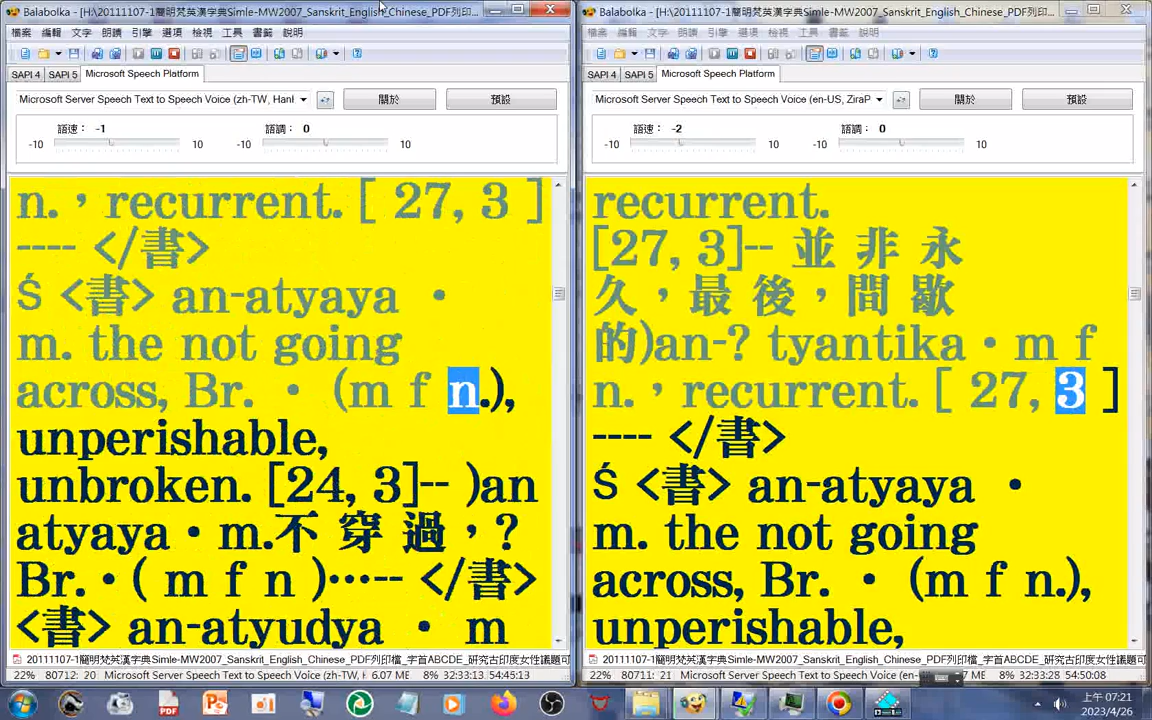 Balabolka - [H:\20111107-1簡明梵英漢字典Simle-MW2007_Sanskrit_English_Chinese_PDF列印...
檔案 編輯 文字 朗讀 引擎 選項 檢視 工具 書籤 說明
SAPI 4 SAPI 5 Microsoft Speech Platform
Microsoft Server Speech Text to Speech Voice (zh-TW, Hanl 關於 預設
語速： -1 語調： 0
-10 10 -10 10
n.，recurrent. [ 27, 3 ]
---- </書>
Ś <書> an-atyaya •
m. the not going
across, Br. • (m f n.),
unperishable,
unbroken. [24, 3]-- )an
atyaya • m.不 穿 過，?
Br. • ( m f n )…-- </書>
<書> an-atyudya • m
20111107-1簡明梵英漢字典Simle-MW2007_Sanskrit_English_Chinese_PDF列印檔_字首ABCDE_研究古印度女性議題可
22% 80712: 20 Microsoft Server Speech Text to Speech Voice (zh-TW, H 6.07 ME 8% 32:33:13 54:45:13
Balabolka - [H:\20111107-1簡明梵英漢字典Simle-MW2007_Sanskrit_English_Chinese_PDF列印...
檔案 編輯 文字 朗讀 引擎 選項 檢視 工具 書籤 說明
SAPI 4 SAPI 5 Microsoft Speech Platform
Microsoft Server Speech Text to Speech Voice (en-US, ZiraP 關於 預設
語速： -2 語調： 0
-10 10 -10 10
recurrent.
[27, 3]-- 並 非 永
久，最 後，間 歇
的)an-? tyantika • m f
n.，recurrent. [ 27, 3 ]
---- </書>
Ś <書> an-atyaya •
m. the not going
across, Br. • (m f n.),
unperishable,
20111107-1簡明梵英漢字典Simle-MW2007_Sanskrit_English_Chinese_PDF列印檔_字首ABCDE_研究古印度女性議題可
22% 80711: 21 Microsoft Server Speech Text to Speech Voice (en-U 7 ME 8% 32:33:28 54:50:08
上午 07:21
2023/4/26